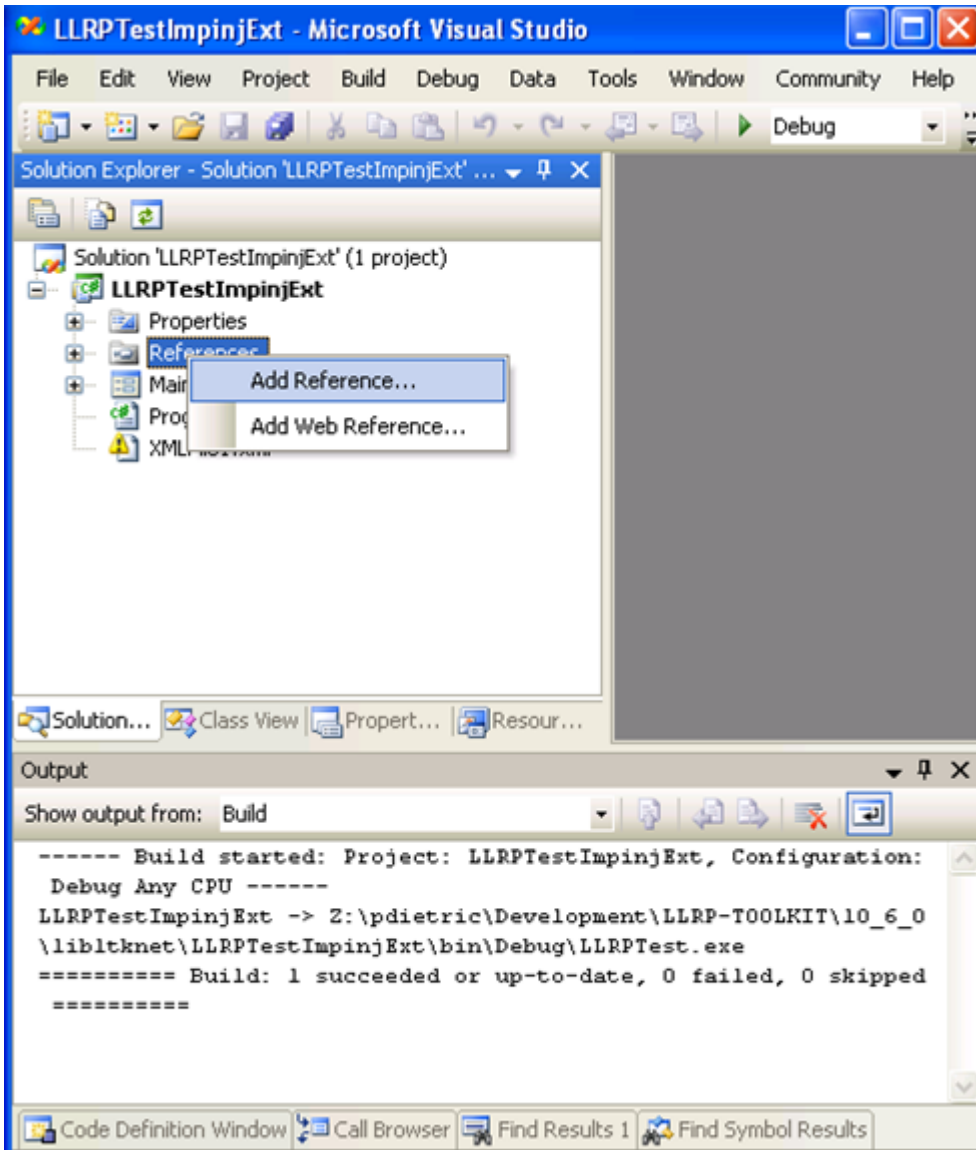 LLRPTestImpinjExt - Microsoft Visual Studio
File Edit View Project Build Debug Data Tools Window Community Help
Debug
Solution Explorer - Solution 'LLRPTestImpinjExt' ...
Solution 'LLRPTestImpinjExt' (1 project)
LLRPTestImpinjExt
Properties
References
Add Reference...
Add Web Reference...
Solution... Class View Propert... Resour...
Output
Show output from: Build
------ Build started: Project: LLRPTestImpinjExt, Configuration:
Debug Any CPU ------
LLRPTestImpinjExt -> Z:\pdietric\Development\LLRP-TOOLKIT\10_6_0
\libltknet\LLRPTestImpinjExt\bin\Debug\LLRPTest.exe
========== Build: 1 succeeded or up-to-date, 0 failed, 0 skipped
==========
Code Definition Window Call Browser Find Results 1 Find Symbol Results